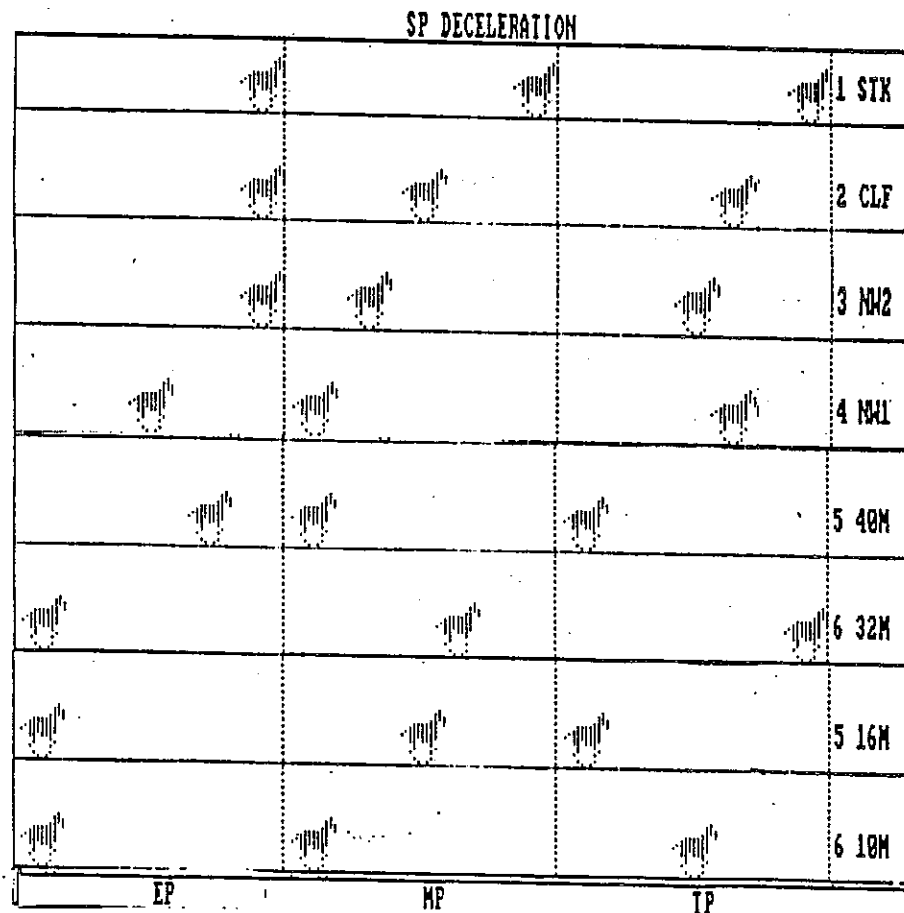 SP DECELERATION
1 STK
2 CLF
3 NW2
4 NW1
5 40M
6 32M
5 16M
6 10M
EP MP TP